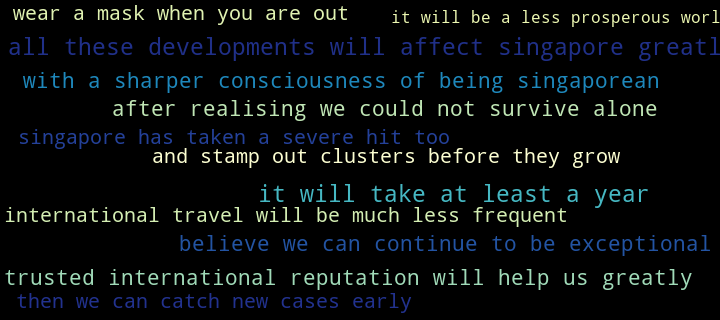 wear a mask when you are out
it will be a less prosperous worl
all these developments will affect singapore greatl
with a sharper consciousness of being singaporean
after realising we could not survive alone
singapore has taken a severe hit too
and stamp out clusters before they grow
it will take at least a year
international travel will be much less frequent
believe we can continue to be exceptional
trusted international reputation will help us greatly
then we can catch new cases early